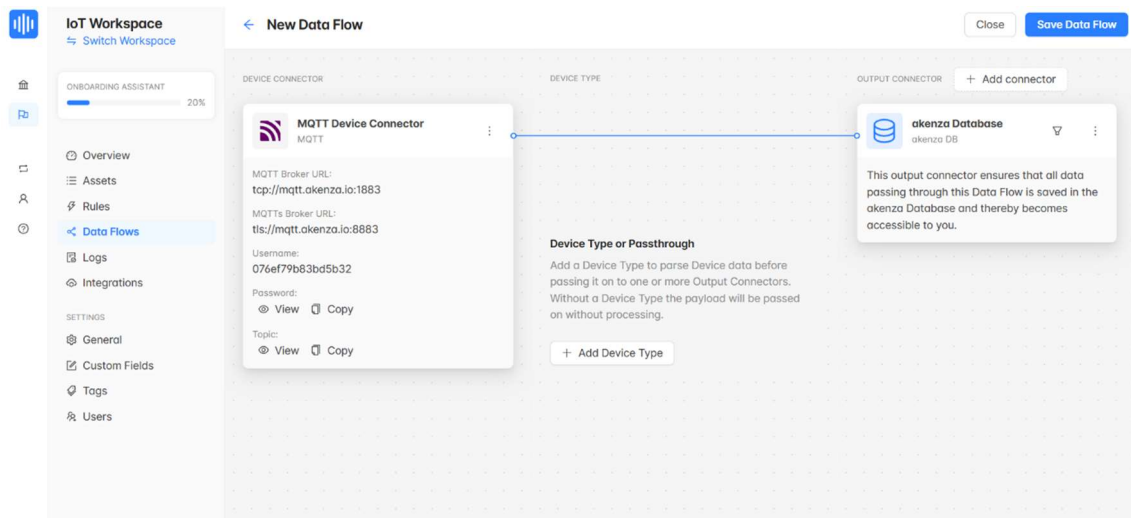 IoT Workspace
Switch Workspace
New Data Flow
Close
Save Data Flow
ONBOARDING ASSISTANT
20%
Overview
Assets
Rules
Data Flows
Logs
Integrations
SETTINGS
General
Custom Fields
Tags
Users
DEVICE CONNECTOR
MQTT Device Connector
MQTT
MQTT Broker URL:
tcp://mqtt.akenza.io:1883
MQTTs Broker URL:
tls://mqtt.akenza.io:8883
Username:
076ef79b83bd5b32
Password:
View Copy
Topic:
View Copy
DEVICE TYPE
Device Type or Passthrough
Add a Device Type to parse Device data before
passing it on to one or more Output Connectors.
Without a Device Type the payload will be passed
on without processing.
+ Add Device Type
OUTPUT CONNECTOR
+ Add connector
akenza Database
akenza DB
This output connector ensures that all data
passing through this Data Flow is saved in the
akenza Database and thereby becomes
accessible to you.